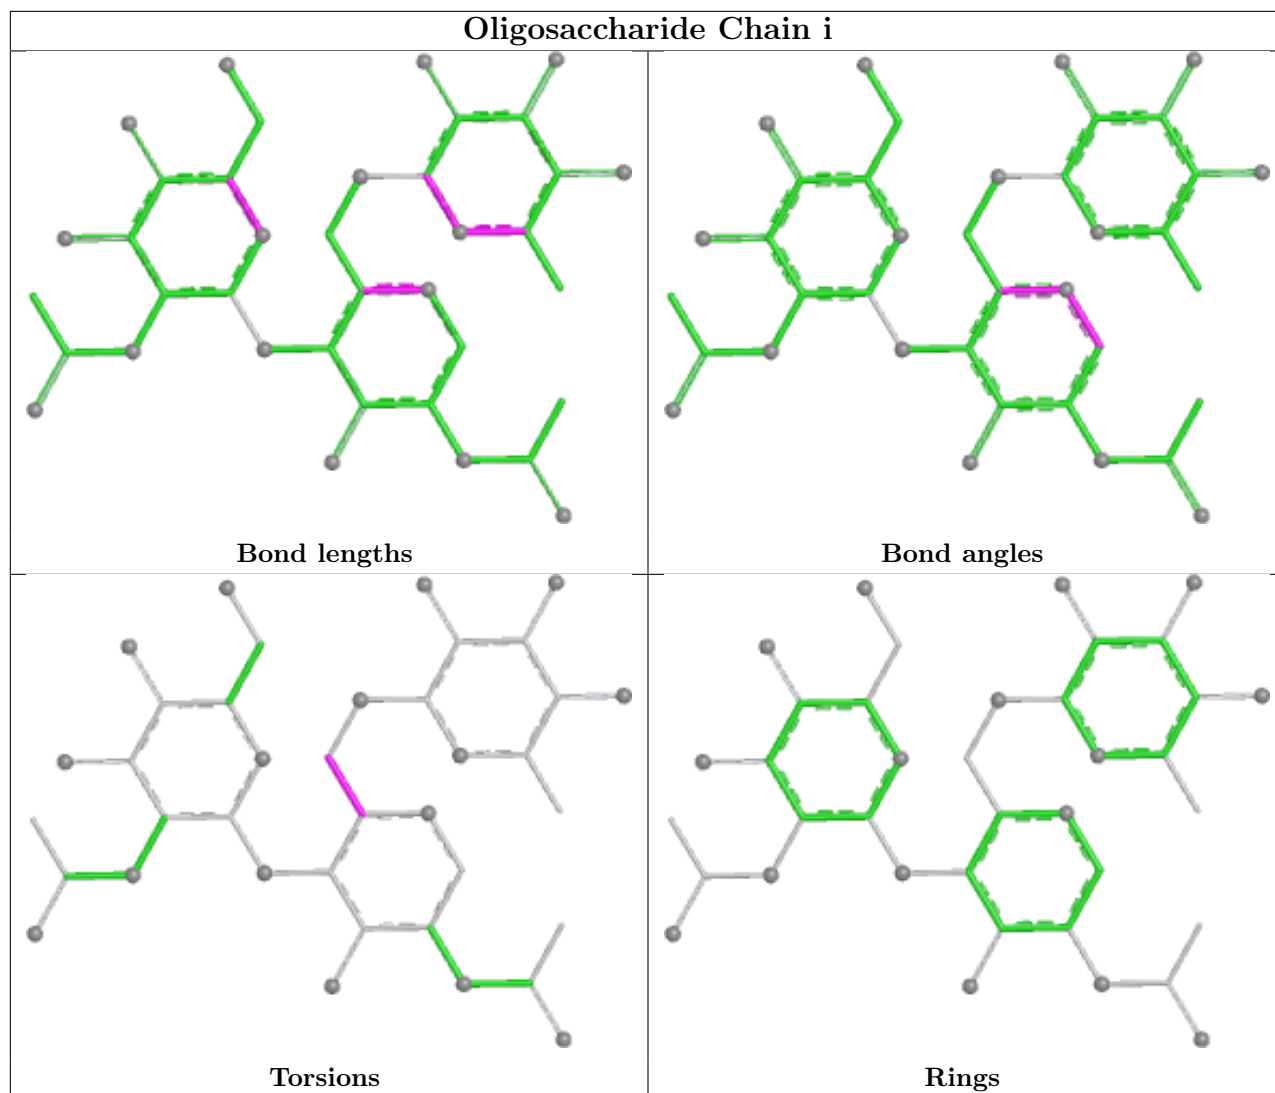 Oligosaccharide Chain i
Bond lengths
Bond angles
Torsions
Rings